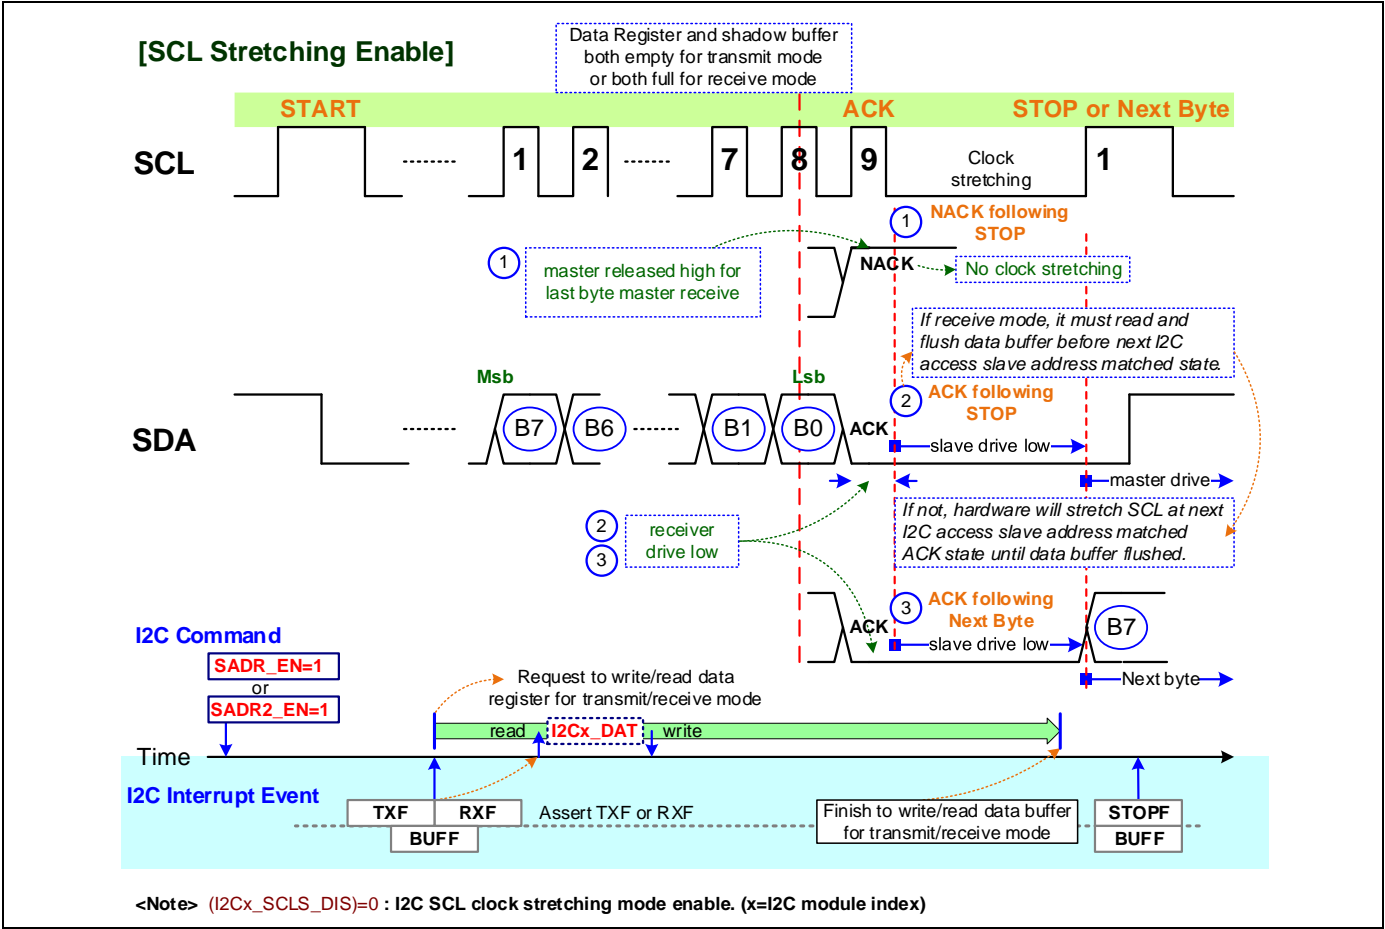 [SCL Stretching Enable]
Data Register and shadow buffer
both empty for transmit mode
or both full for receive mode
START
ACK
STOP or Next Byte
SCL
1
2
7
8
9
Clock
stretching
1
1
NACK following
STOP
1
master released high for
last byte master receive
NACK
No clock stretching
If receive mode, it must read and
flush data buffer before next I2C
access slave address matched state.
Msb
Lsb
2
ACK following
STOP
SDA
B7
B6
B1
B0
ACK
slave drive low
master drive
2
3
receiver
drive low
If not, hardware will stretch SCL at next
I2C access slave address matched
ACK state until data buffer flushed.
3
ACK following
Next Byte
ACK
slave drive low
B7
Next byte
I2C Command
SADR_EN=1
or
SADR2_EN=1
Request to write/read data
register for transmit/receive mode
read
I2Cx_DAT
write
Time
I2C Interrupt Event
TXF
RXF
BUFF
Assert TXF or RXF
Finish to write/read data buffer
for transmit/receive mode
STOPF
BUFF
<Note> (I2Cx_SCLS_DIS)=0 : I2C SCL clock stretching mode enable. (x=I2C module index)